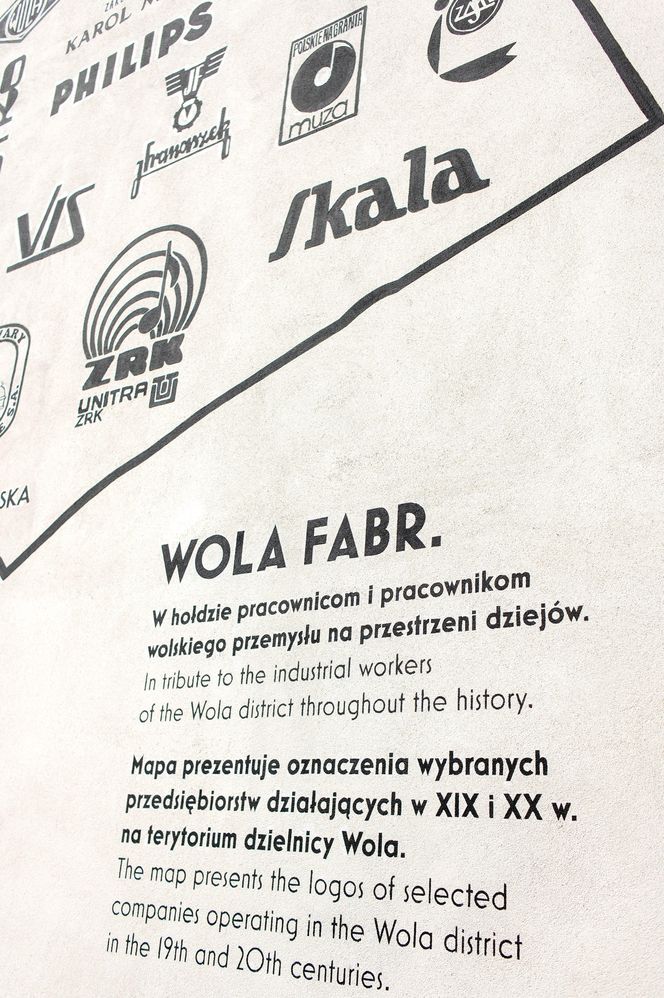 KAROL
PHILIPS
POLSKIE NAGRANIA
muza
jfranaszek
VIS
Skala
ZRK
UNITRA
ZRK
S.A.
SKA
WOLA FABR.
W hołdzie pracownicom i pracownikom
wolskiego przemysłu na przestrzeni dziejów.
In tribute to the industrial workers
of the Wola district throughout the history.
Mapa prezentuje oznaczenia wybranych
przedsiębiorstw działających w XIX i XX w.
na terytorium dzielnicy Wola.
The map presents the logos of selected
companies operating in the Wola district
in the 19th and 20th centuries.